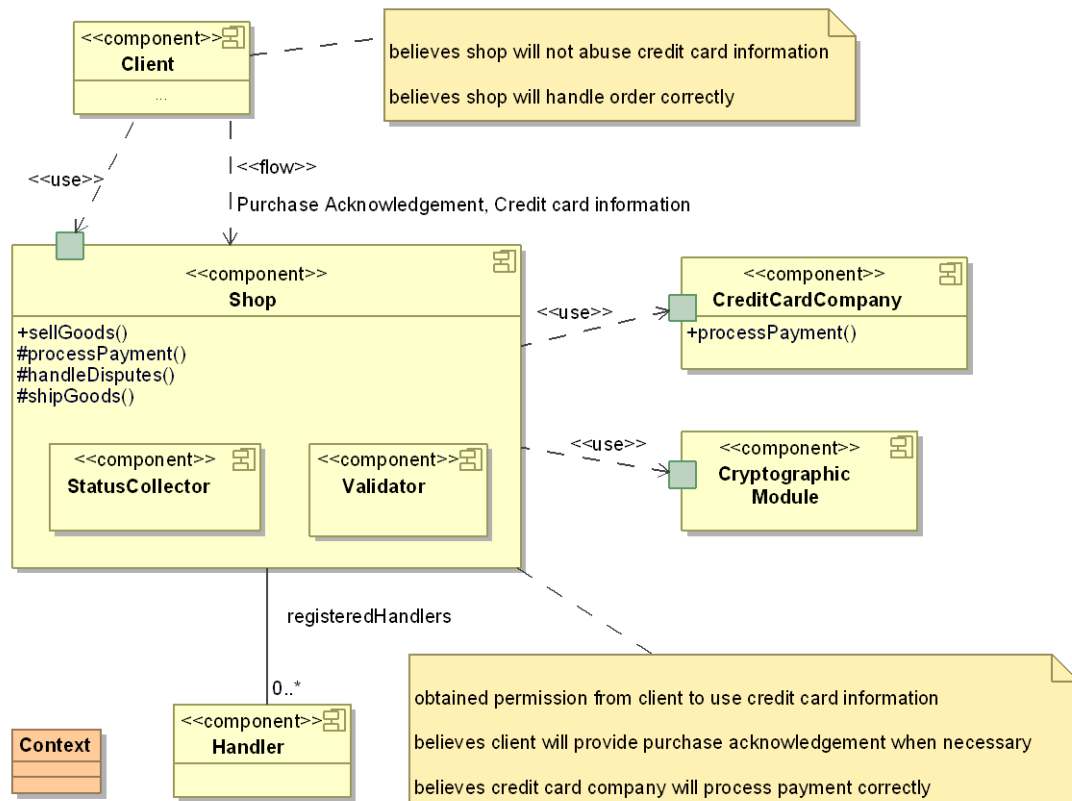 <<component>>
Client
...
believes shop will not abuse credit card information
believes shop will handle order correctly
<<use>>
<<flow>>
Purchase Acknowledgement, Credit card information
<<component>>
Shop
+sellGoods()
#processPayment()
#handleDisputes()
#shipGoods()
<<component>>
StatusCollector
<<component>>
Validator
<<use>>
<<component>>
CreditCardCompany
+processPayment()
<<use>>
<<component>>
Cryptographic
Module
registeredHandlers
0..*
<<component>>
Handler
Context
obtained permission from client to use credit card information
believes client will provide purchase acknowledgement when necessary
believes credit card company will process payment correctly